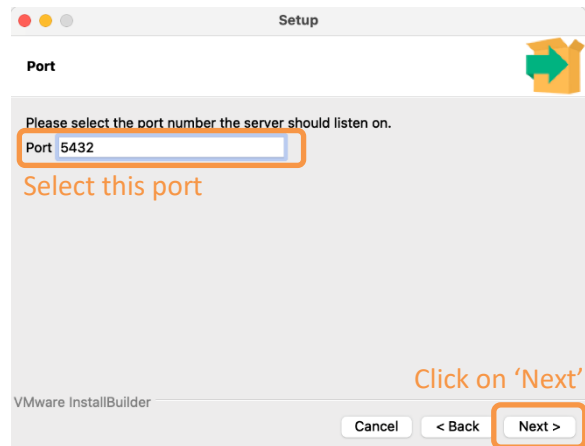 Setup
Port
Please select the port number the server should listen on.
Port 5432
Select this port
Click on ‘Next’
VMware InstallBuilder
Cancel < Back Next >